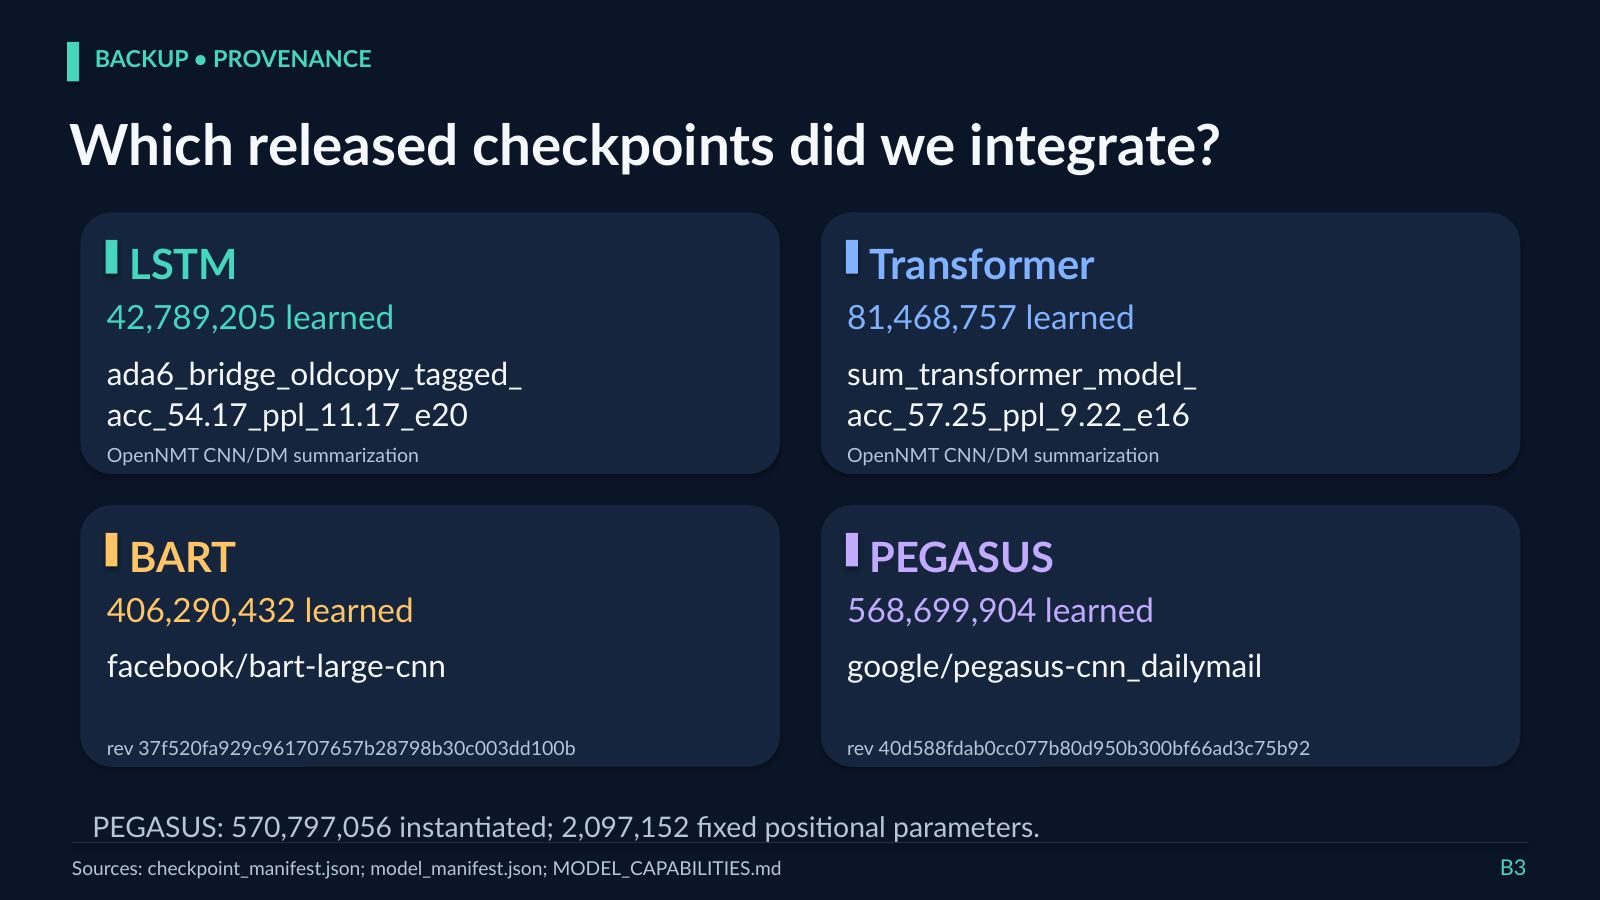 BACKUP • PROVENANCE
Which released checkpoints did we integrate?
LSTM
42,789,205 learned
ada6_bridge_oldcopy_tagged_
acc_54.17_ppl_11.17_e20
OpenNMT CNN/DM summarization
Transformer
81,468,757 learned
sum_transformer_model_
acc_57.25_ppl_9.22_e16
OpenNMT CNN/DM summarization
BART
406,290,432 learned
facebook/bart-large-cnn
rev 37f520fa929c961707657b28798b30c003dd100b
PEGASUS
568,699,904 learned
google/pegasus-cnn_dailymail
rev 40d588fdab0cc077b80d950b300bf66ad3c75b92
PEGASUS: 570,797,056 instantiated; 2,097,152 fixed positional parameters.
Sources: checkpoint_manifest.json; model_manifest.json; MODEL_CAPABILITIES.md
B3